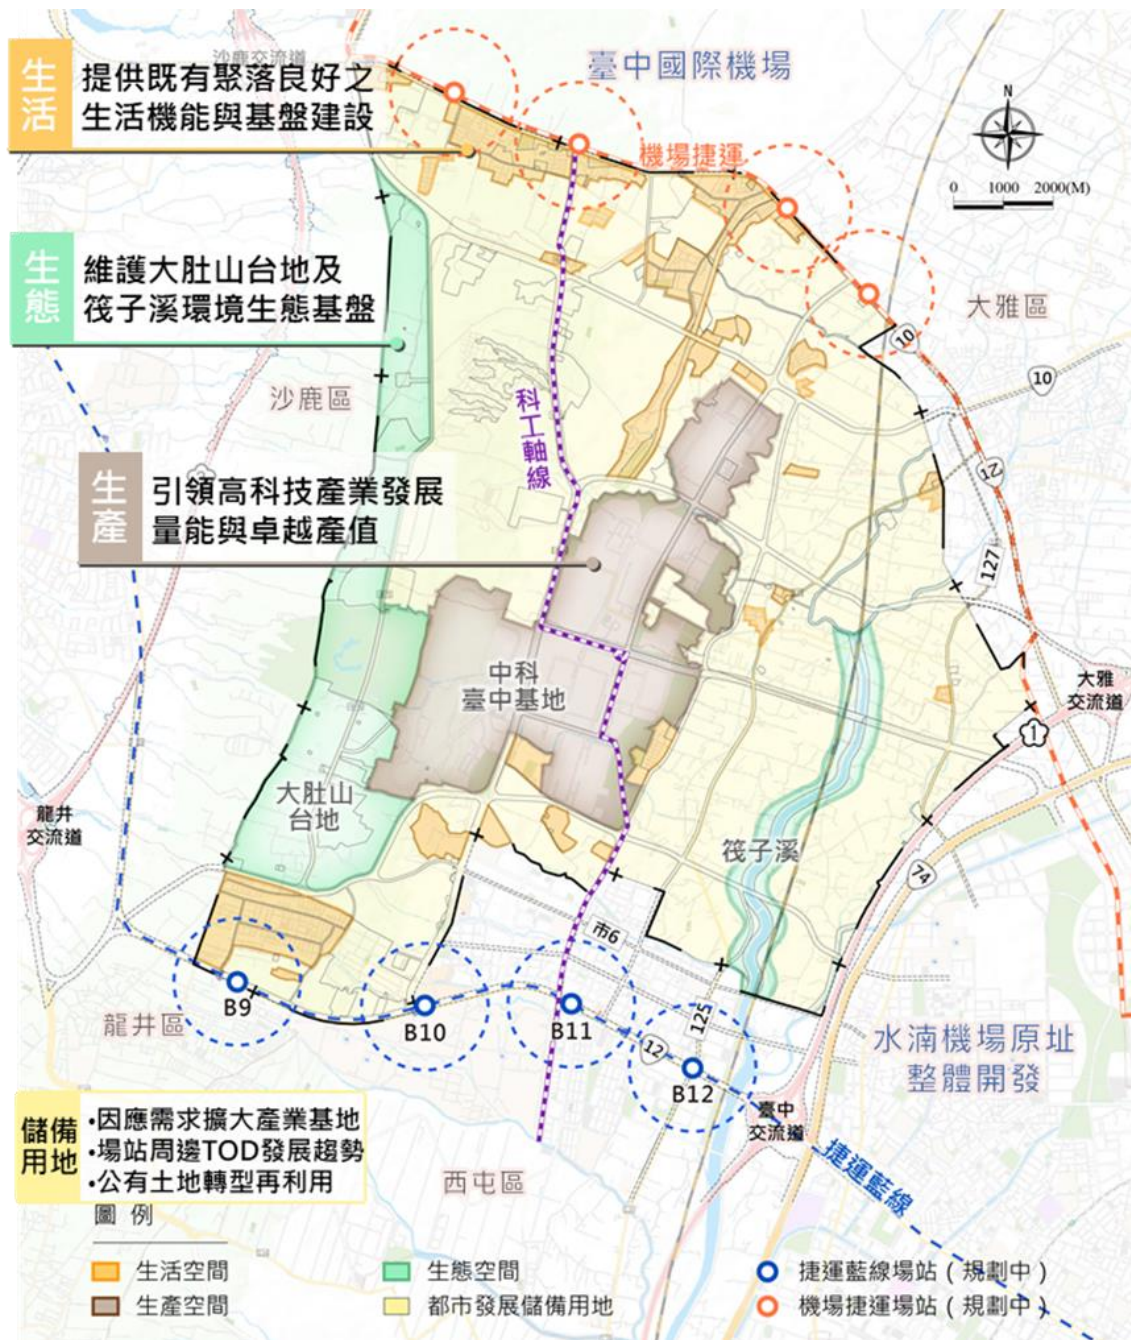 沙鹿交流道
臺中國際機場
生活
提供既有聚落良好之
生活機能與基盤建設
N
機場捷運
0 1000 2000(M)
生態
維護大肚山台地及
筏子溪環境生態基盤
大雅區
10
10
沙鹿區
科工軸線
12
生產
引領高科技產業發展
量能與卓越產值
3
127
中科
臺中基地
大雅
交流道
1
大肚山
台地
龍井
交流道
筏子溪
74
市6
B9
B10
B11
125
龍井區
12
B12
水湳機場原址
整體開發
儲備
用地
•因應需求擴大產業基地
•場站周邊TOD發展趨勢
•公有土地轉型再利用
臺中
交流道
捷運藍線
西屯區
圖 例
生活空間
生態空間
捷運藍線場站（規劃中）
生產空間
都市發展儲備用地
機場捷運場站（規劃中）